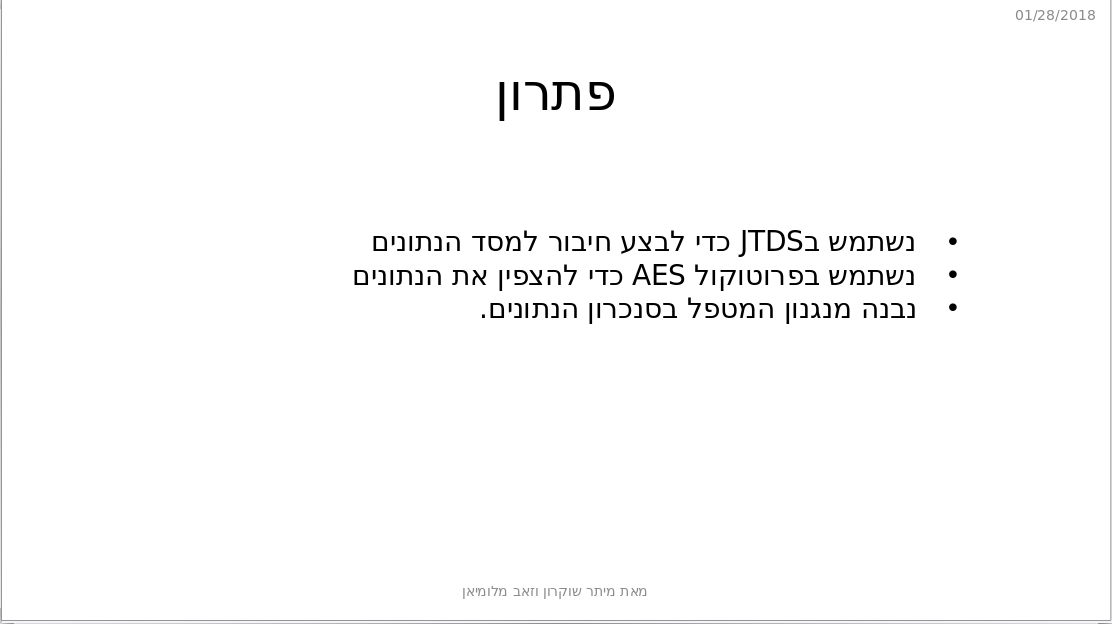 01/28/2018
פתרון
• נשתמש בJTDS כדי לבצע חיבור למסד הנתונים
• נשתמש בפרוטוקול AES כדי להצפין את הנתונים
• נבנה מנגנון המטפל בסנכרון הנתונים.
מאת מיתר שוקרון וזאב מלומיאן